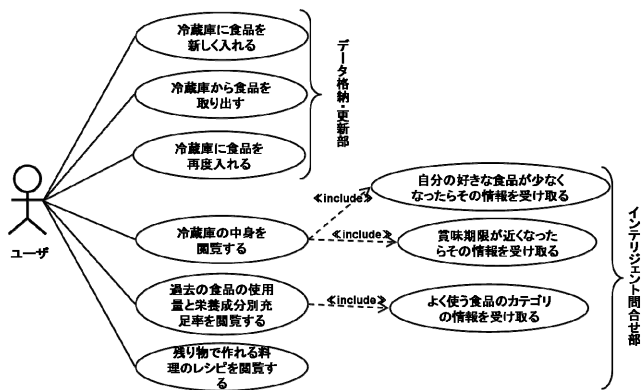 冷蔵庫に食品を
新しく入れる
冷蔵庫から食品を
取り出す
冷蔵庫に食品を
再度入れる
データ格納・更新部
ユーザ
冷蔵庫の中身を
閲覧する
≪include≫
自分の好きな食品が少なく
なったらその情報を受け取る
≪include≫
賞味期限が近くなった
らその情報を受け取る
過去の食品の使用
量と栄養成分別充
足率を閲覧する
≪include≫
よく使う食品のカテゴリ
の情報を受け取る
残り物で作れる料
理のレシピを閲覧す
る
インテリジェント問合せ部